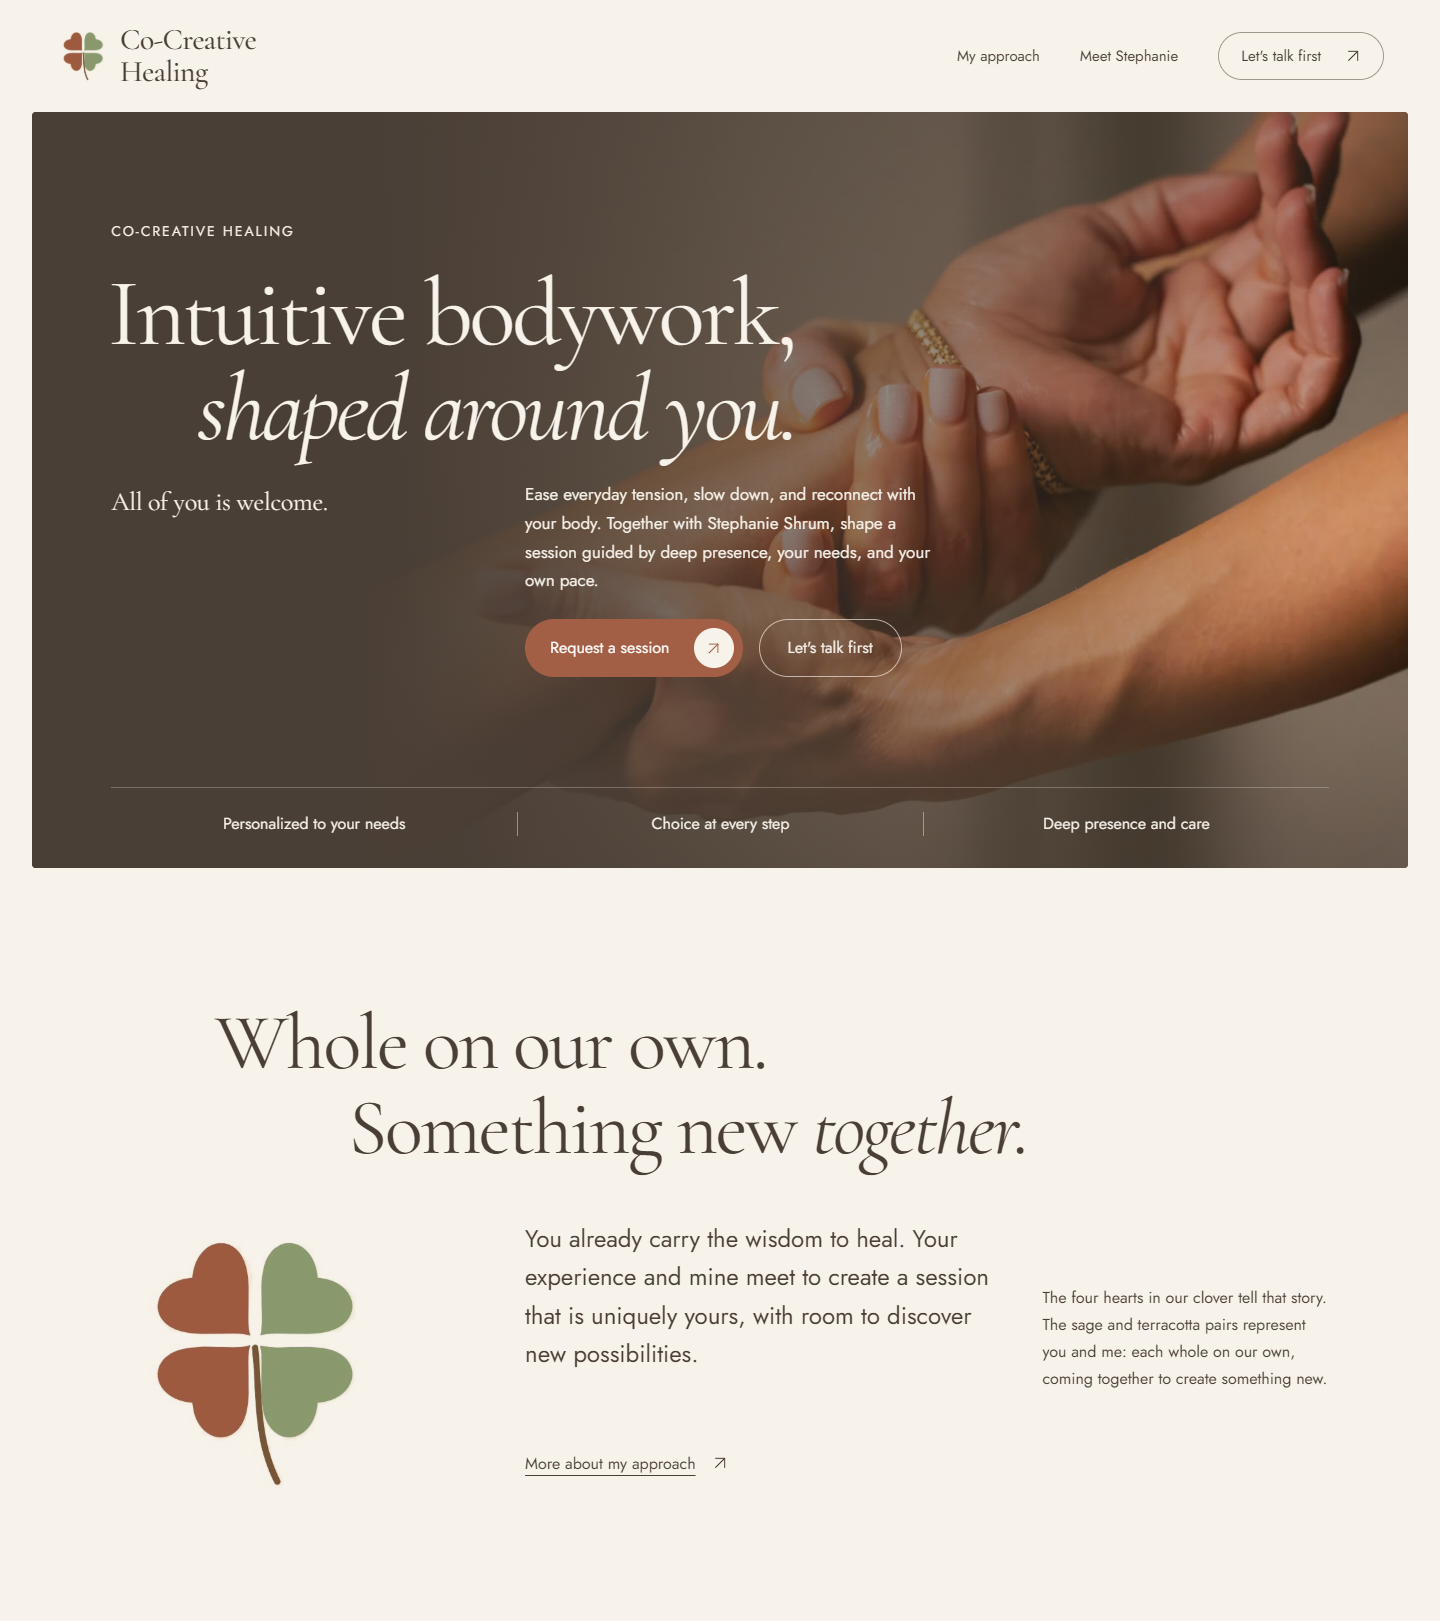 Co-Creative
Healing
My approach
Meet Stephanie
Let's talk first
CO-CREATIVE HEALING
Intuitive bodywork,
shaped around you.
All of you is welcome.
Ease everyday tension, slow down, and reconnect with
your body. Together with Stephanie Shrum, shape a
session guided by deep presence, your needs, and your
own pace.
Request a session
Let's talk first
Personalized to your needs
Choice at every step
Deep presence and care
Whole on our own.
Something new together.
You already carry the wisdom to heal. Your
experience and mine meet to create a session
that is uniquely yours, with room to discover
new possibilities.
More about my approach
The four hearts in our clover tell that story.
The sage and terracotta pairs represent
you and me: each whole on our own,
coming together to create something new.